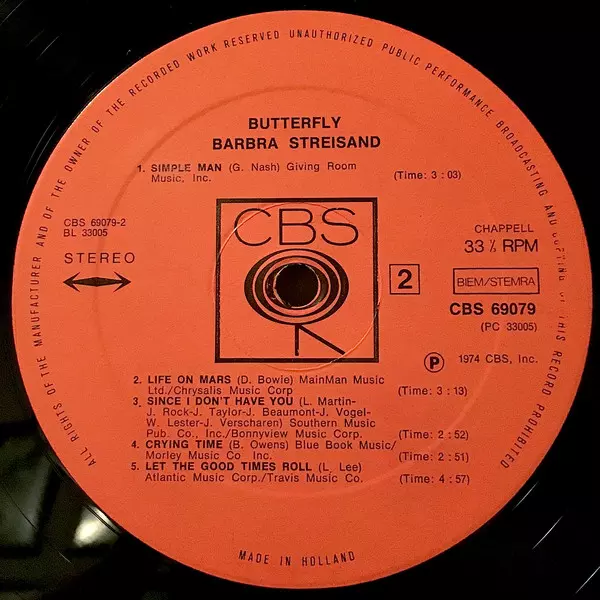 ALL RIGHTS OF THE MANUFACTURER AND OF THE OWNER OF THE RECORDED WORK RESERVED UNAUTHORIZED PUBLIC PERFORMANCE BROADCASTING AND COPYING OF THIS RECORD PROHIBITED
BUTTERFLY
BARBRA STREISAND
1. SIMPLE MAN (G. Nash) Giving Room
Music, Inc. (Time: 3 : 03)
CBS 69079-2
BL 33005
STEREO
CBS
2
CHAPPELL
33 ⅓ RPM
BIEM/STEMRA
CBS 69079
(PC 33005)
P 1974 CBS, Inc.
2. LIFE ON MARS (D. Bowie) MainMan Music
Ltd./Chrysalis Music Corp (Time: 3 : 13)
3. SINCE I DON'T HAVE YOU (L. Martin-
J. Rock-J. Taylor-J. Beaumont-J. Vogel-
W. Lester-J. Verscharen) Southern Music
Pub. Co., Inc./Bonnyview Music Corp. (Time: 2 : 52)
4. CRYING TIME (B. Owens) Blue Book Music/
Morley Music Co Inc. (Time: 2 : 51)
5. LET THE GOOD TIMES ROLL (L. Lee)
Atlantic Music Corp./Travis Music Co. (Time: 4 : 57)
MADE IN HOLLAND